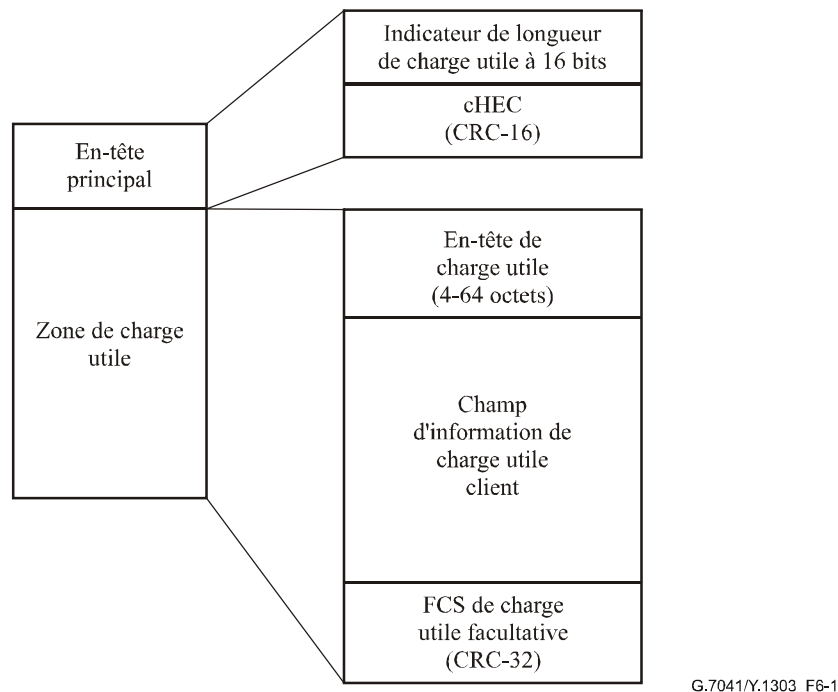 Indicateur de longueur
de charge utile à 16 bits
cHEC
(CRC-16)
En-tête
principal
En-tête de
charge utile
(4-64 octets)
Zone de charge
utile
Champ
d'information de
charge utile
client
FCS de charge
utile facultative
(CRC-32)
G.7041/Y.1303 F6-1